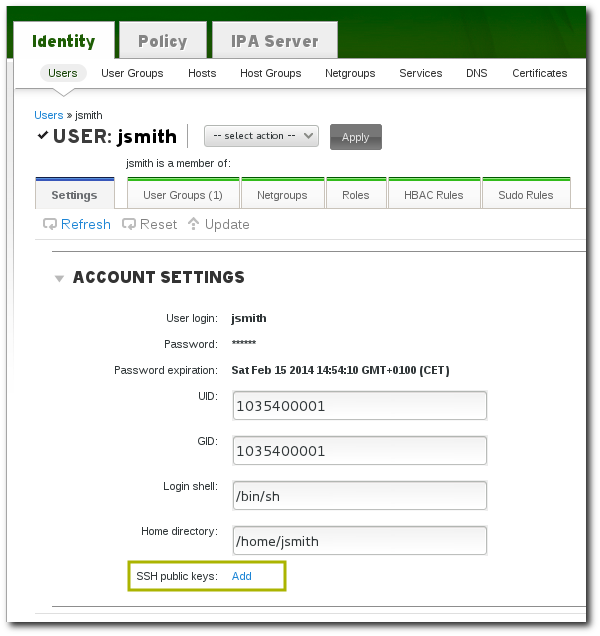 Identity Policy IPA Server
Users User Groups Hosts Host Groups Netgroups Services DNS Certificates
Users » jsmith
USER: jsmith -- select action -- Apply
jsmith is a member of:
Settings User Groups (1) Netgroups Roles HBAC Rules Sudo Rules
Refresh Reset Update
ACCOUNT SETTINGS
User login: jsmith
Password: ******
Password expiration: Sat Feb 15 2014 14:54:10 GMT+0100 (CET)
UID: 1035400001
GID: 1035400001
Login shell: /bin/sh
Home directory: /home/jsmith
SSH public keys: Add